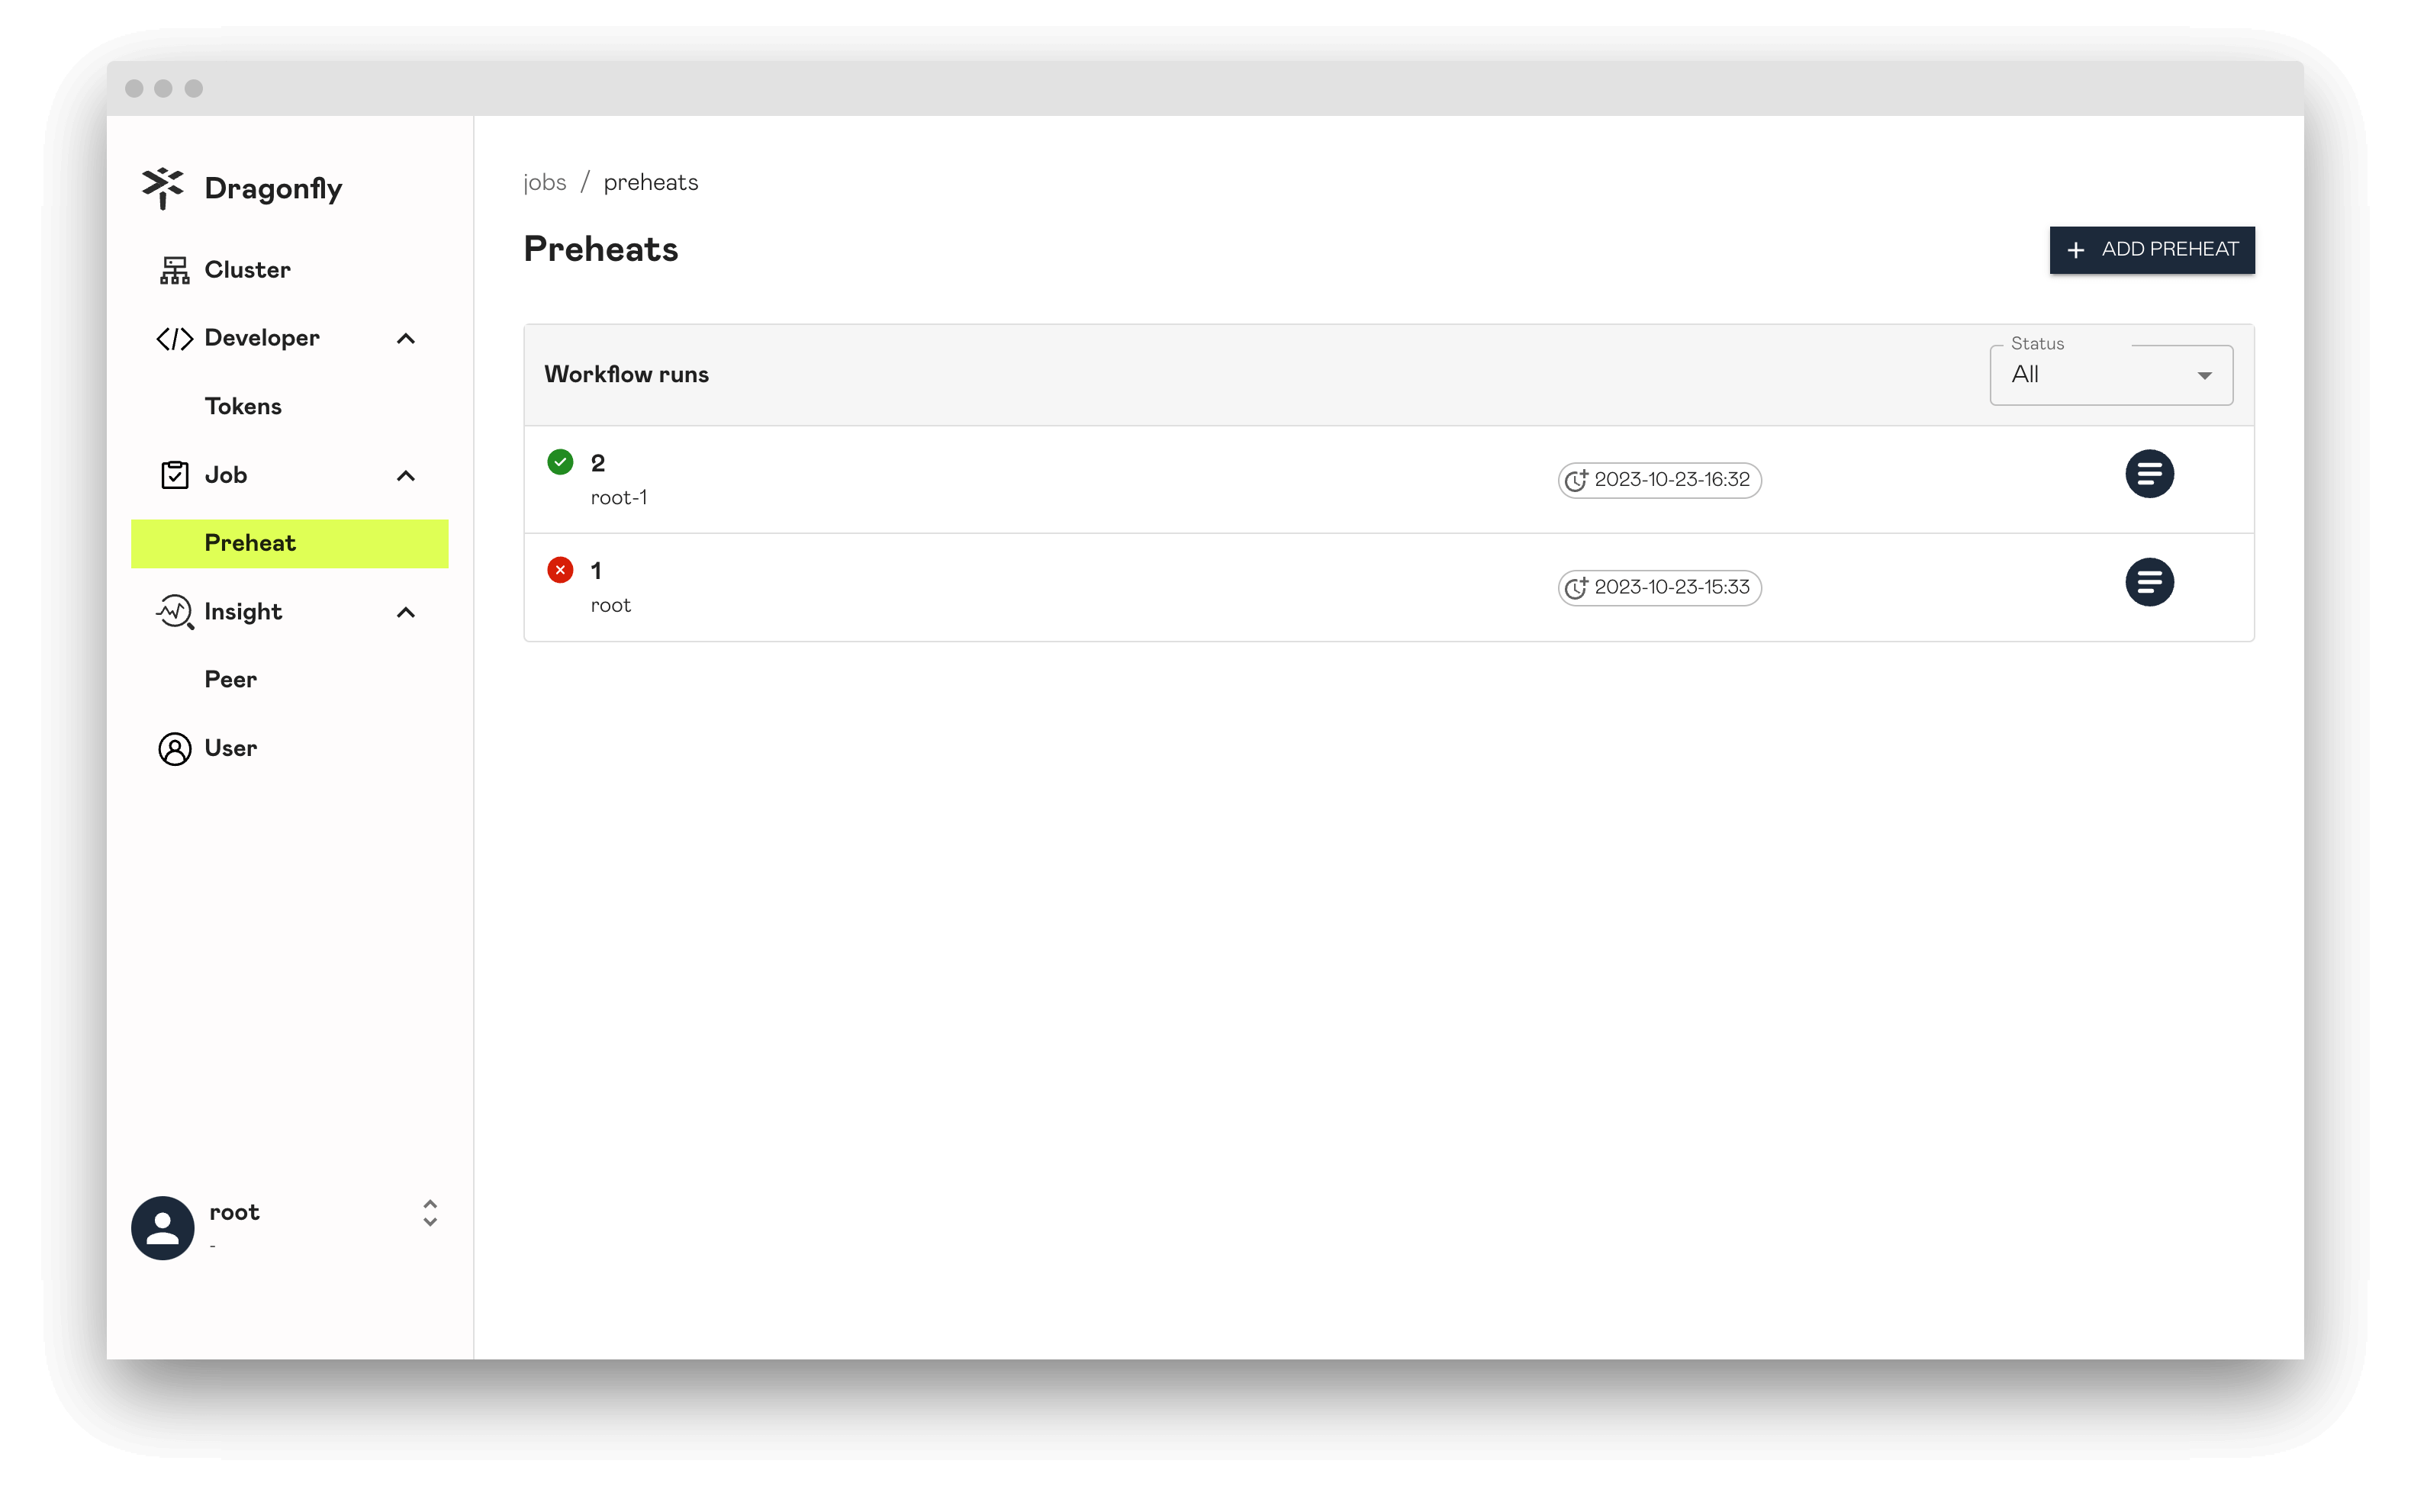 Dragonfly
Cluster
Developer
Tokens
Job
Preheat
Insight
Peer
User
root
-
jobs / preheats
Preheats
+ ADD PREHEAT
Workflow runs
Status
All
2
root-1
2023-10-23-16:32
1
root
2023-10-23-15:33